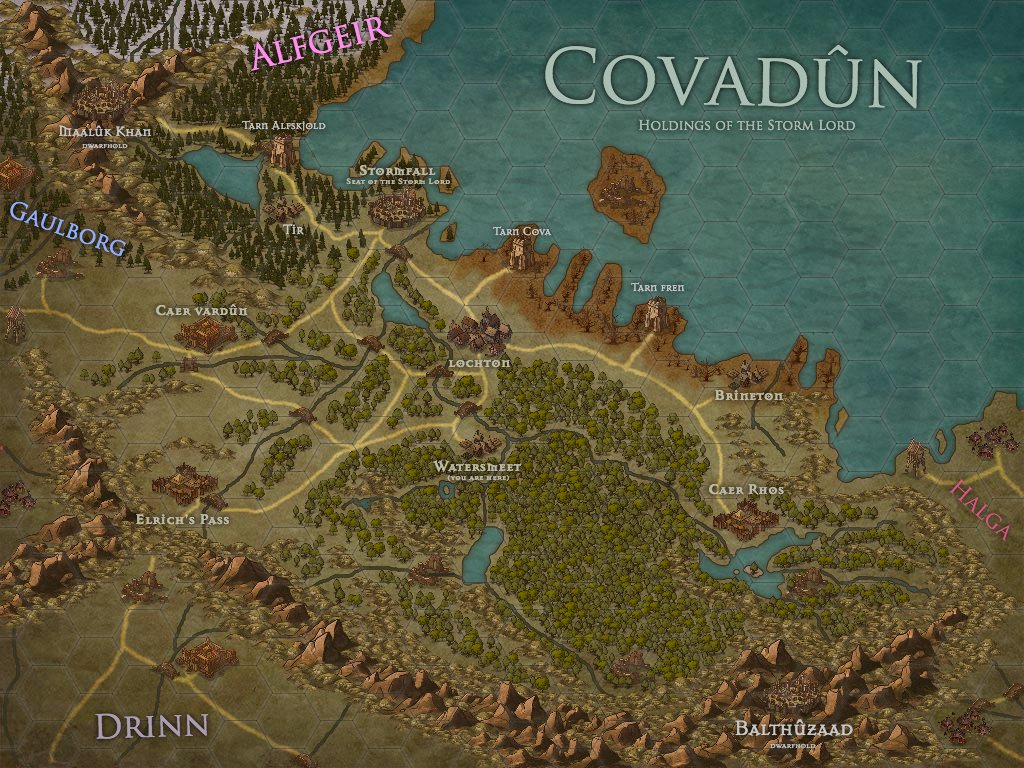 ALFGEIR
COVADÛN
HOLDINGS OF THE STORM LORD
MAALÛK KHAN
DWARFHOLD
TARN ALFSKJOLD
STORMFALL
SEAT OF THE STORM LORD
GAULBORG
TÎR
TARN COVA
TARN FREN
CAER VARDÛN
LOCHTON
BRINETON
WATERSMEET
(YOU ARE HERE)
CAER RHOS
ELRICH'S PASS
HALGA
DRINN
BALTHÛZAAD
DWARFHOLD